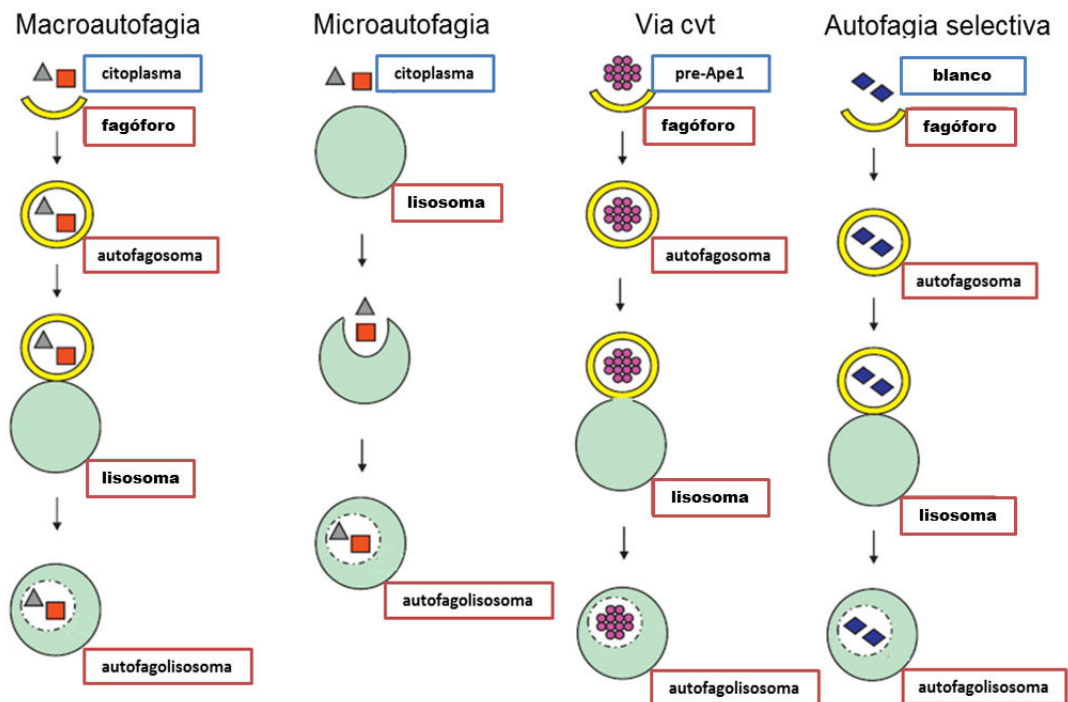 Macroautofagia
citoplasma
fagóforo
autofagosoma
lisosoma
autofagolisosoma
Microautofagia
citoplasma
lisosoma
autofagolisosoma
Via cvt
pre-Ape1
fagóforo
autofagosoma
lisosoma
autofagolisosoma
Autofagia selectiva
blanco
fagóforo
autofagosoma
lisosoma
autofagolisosoma